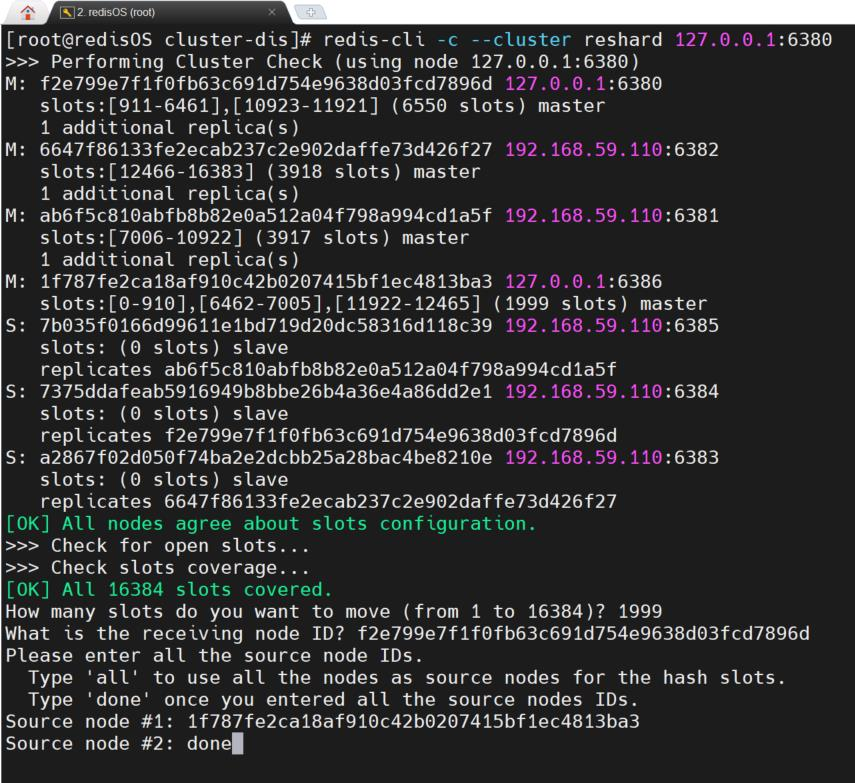 2. redisOS (root)
[root@redisOS cluster-dis]# redis-cli -c --cluster reshard 127.0.0.1:6380
>>> Performing Cluster Check (using node 127.0.0.1:6380)
M: f2e799e7f1f0fb63c691d754e9638d03fcd7896d 127.0.0.1:6380
   slots:[911-6461],[10923-11921] (6550 slots) master
   1 additional replica(s)
M: 6647f86133fe2ecab237c2e902daffe73d426f27 192.168.59.110:6382
   slots:[12466-16383] (3918 slots) master
   1 additional replica(s)
M: ab6f5c810abfb8b82e0a512a04f798a994cd1a5f 192.168.59.110:6381
   slots:[7006-10922] (3917 slots) master
   1 additional replica(s)
M: 1f787fe2ca18af910c42b0207415bf1ec4813ba3 127.0.0.1:6386
   slots:[0-910],[6462-7005],[11922-12465] (1999 slots) master
S: 7b035f0166d99611e1bd719d20dc58316d118c39 192.168.59.110:6385
   slots: (0 slots) slave
   replicates ab6f5c810abfb8b82e0a512a04f798a994cd1a5f
S: 7375ddafeab5916949b8bbe26b4a36e4a86dd2e1 192.168.59.110:6384
   slots: (0 slots) slave
   replicates f2e799e7f1f0fb63c691d754e9638d03fcd7896d
S: a2867f02d050f74ba2e2dcbb25a28bac4be8210e 192.168.59.110:6383
   slots: (0 slots) slave
   replicates 6647f86133fe2ecab237c2e902daffe73d426f27
[OK] All nodes agree about slots configuration.
>>> Check for open slots...
>>> Check slots coverage...
[OK] All 16384 slots covered.
How many slots do you want to move (from 1 to 16384)? 1999
What is the receiving node ID? f2e799e7f1f0fb63c691d754e9638d03fcd7896d
Please enter all the source node IDs.
  Type 'all' to use all the nodes as source nodes for the hash slots.
  Type 'done' once you entered all the source nodes IDs.
Source node #1: 1f787fe2ca18af910c42b0207415bf1ec4813ba3
Source node #2: done